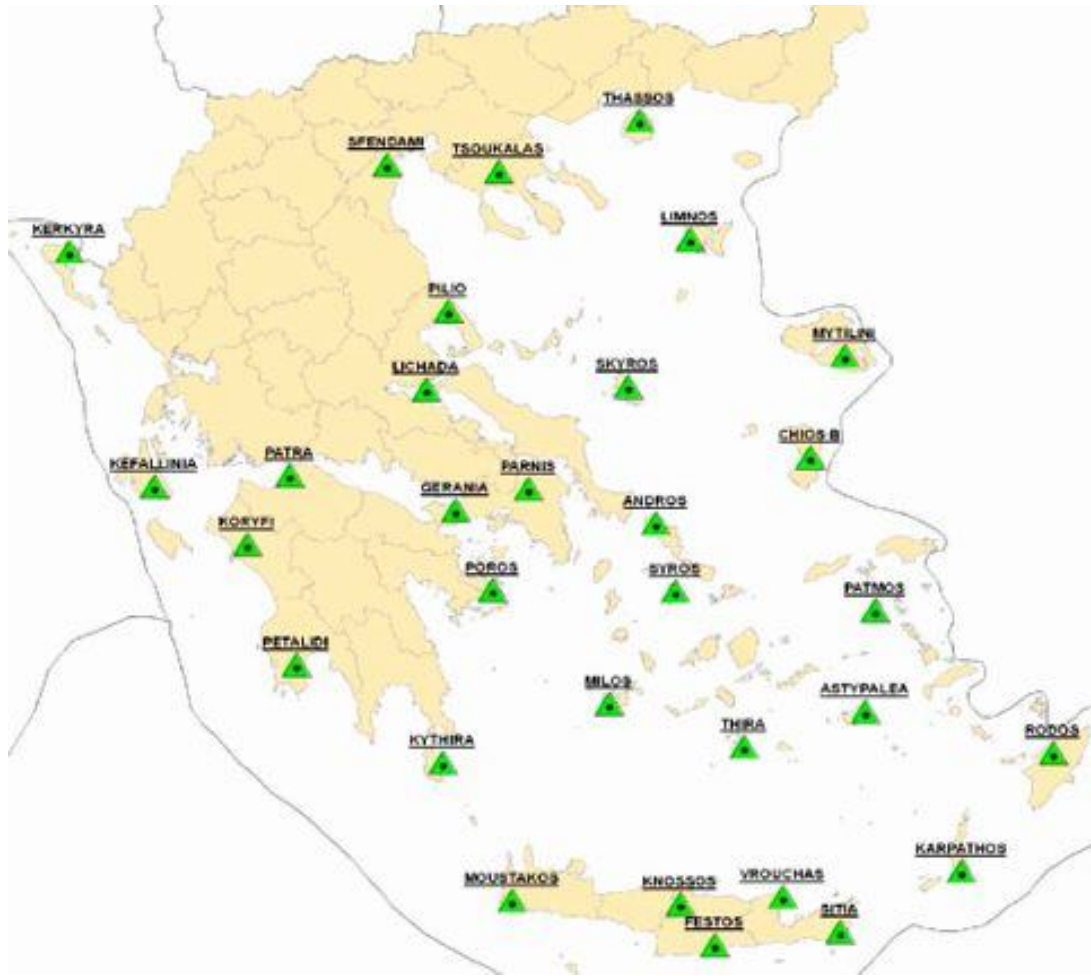 THASSOS
SFENDAMI
TSOUKALAS
LIMNOS
KERKYRA
PILIO
MYTILINI
LICHADA
SKYROS
CHIOS B
PATRA
KEFALLINIA
PARNIS
GERANIA
ANDROS
KORYFI
POROS
SYROS
PATMOS
PETALIDI
MILOS
ASTYPALEA
THIRA
RODOS
KYTHIRA
KARPATHOS
MOUSTAKOS
KNOSSOS
VROUCHAS
SITIA
FESTOS